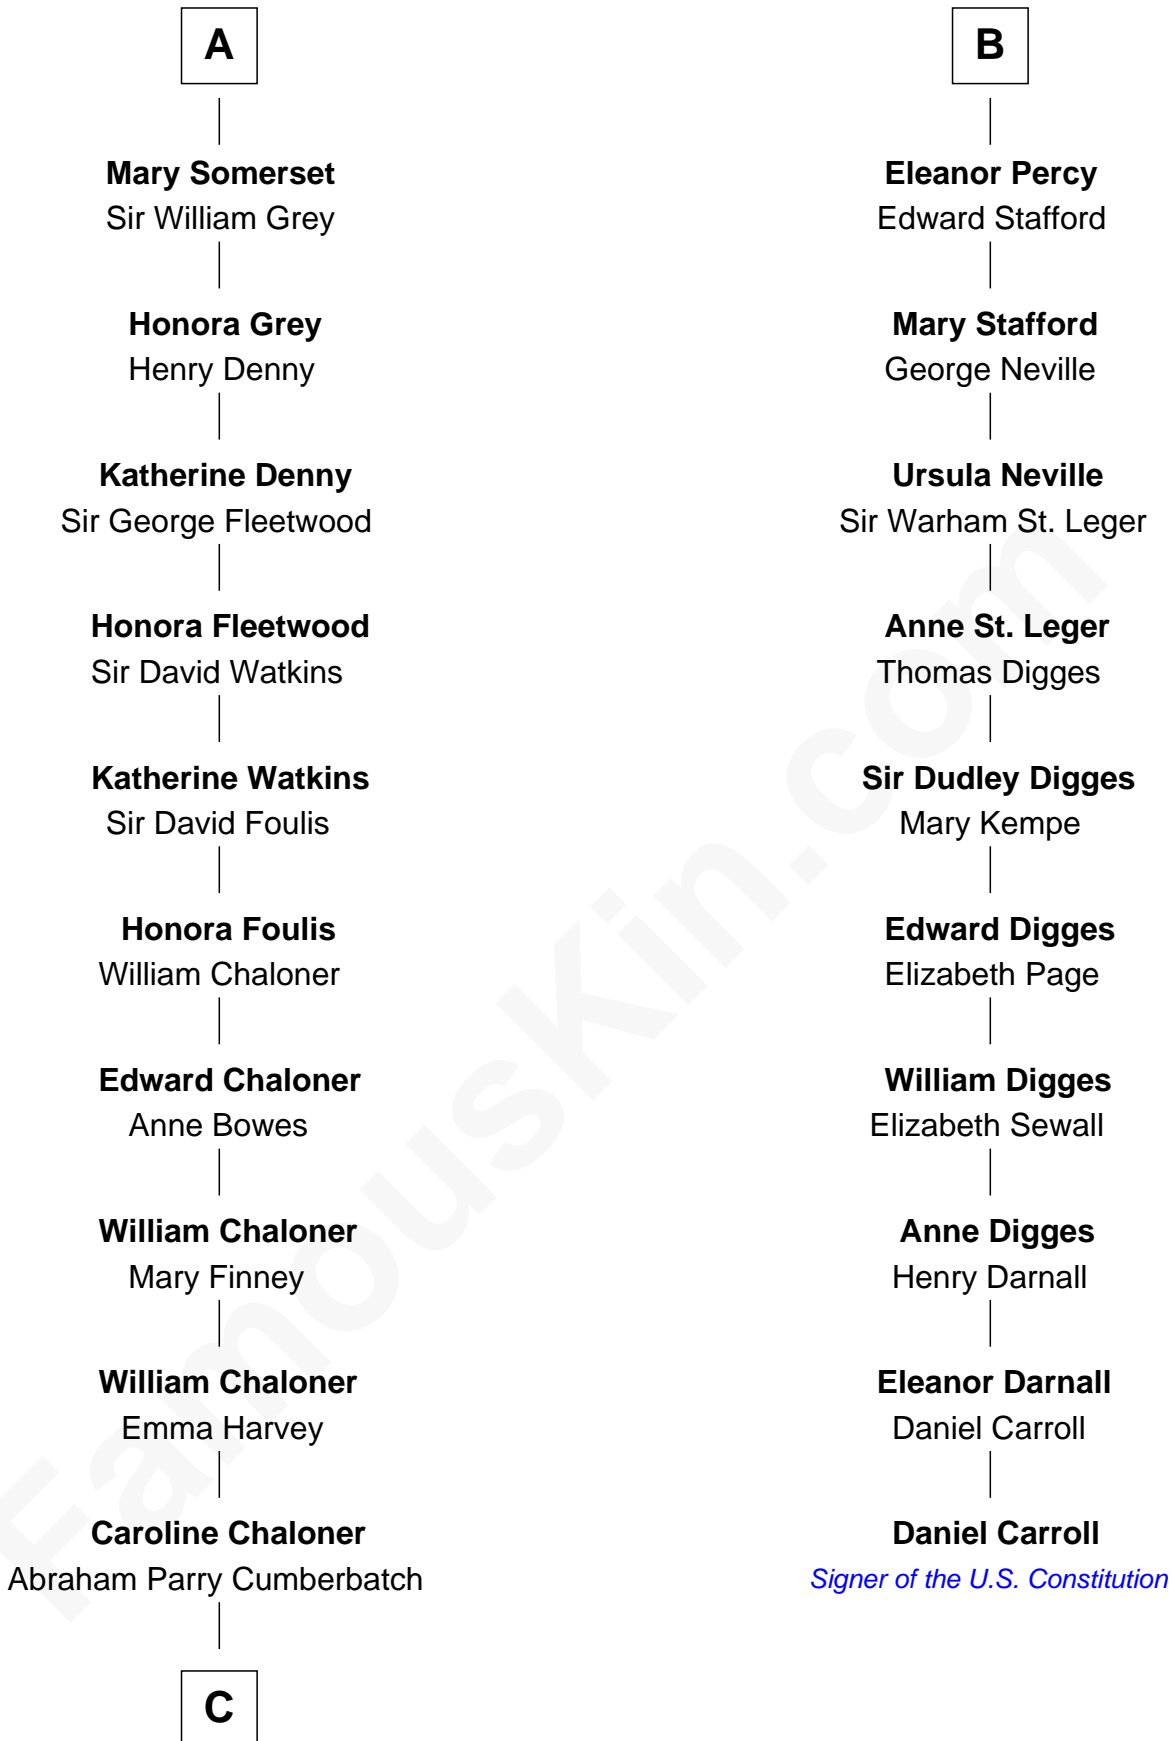 A
Mary Somerset
Sir William Grey
Honora Grey
Henry Denny
Katherine Denny
Sir George Fleetwood
Honora Fleetwood
Sir David Watkins
Katherine Watkins
Sir David Foulis
Honora Foulis
William Chaloner
Edward Chaloner
Anne Bowes
William Chaloner
Mary Finney
William Chaloner
Emma Harvey
Caroline Chaloner
Abraham Parry Cumberbatch
C
B
Eleanor Percy
Edward Stafford
Mary Stafford
George Neville
Ursula Neville
Sir Warham St. Leger
Anne St. Leger
Thomas Digges
Sir Dudley Digges
Mary Kempe
Edward Digges
Elizabeth Page
William Digges
Elizabeth Sewall
Anne Digges
Henry Darnall
Eleanor Darnall
Daniel Carroll
Daniel Carroll
Signer of the U.S. Constitution
FamousKin.com